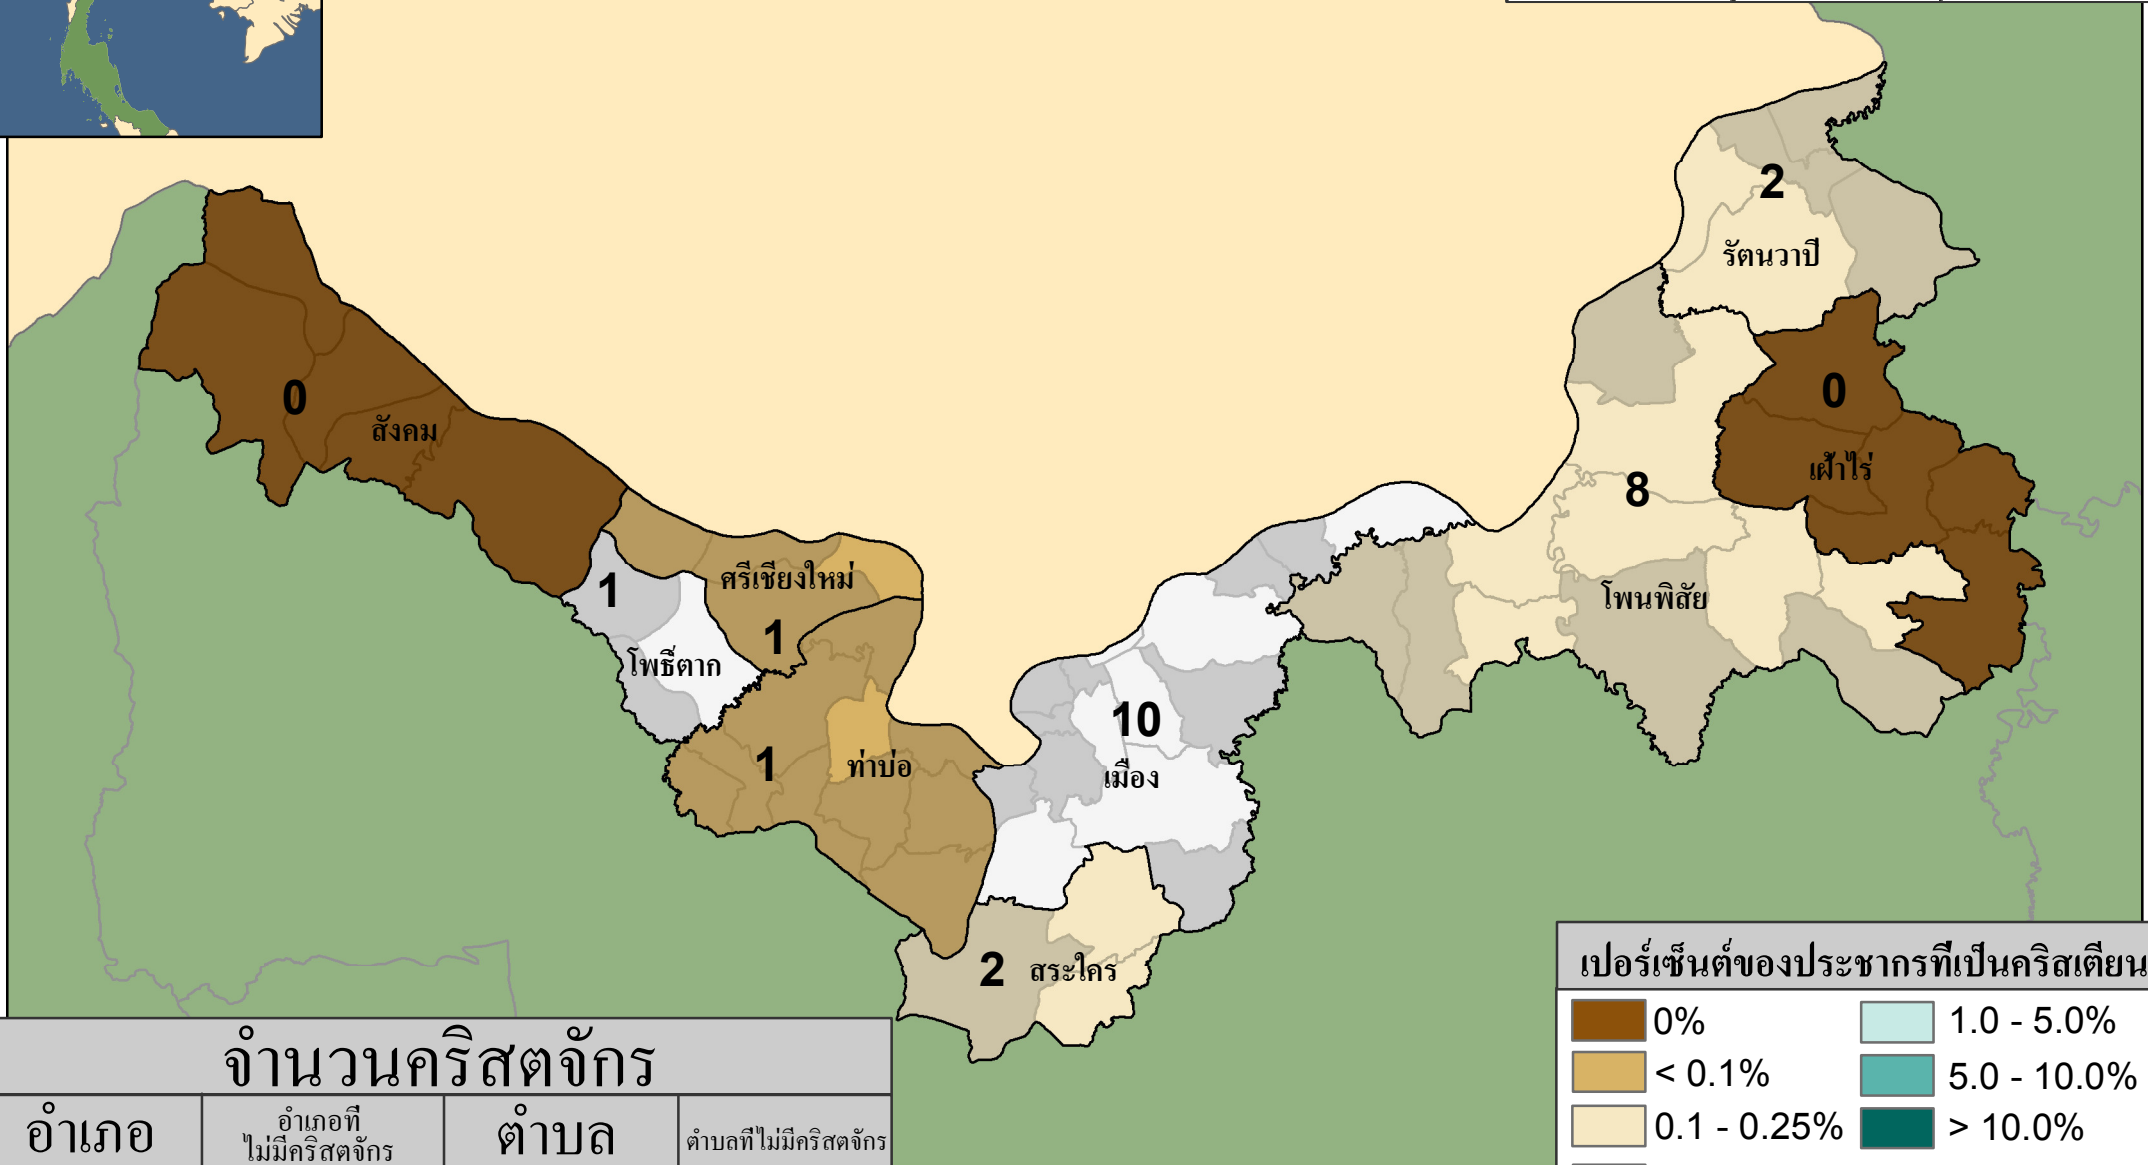 2
รัตนวาปี
0
สังคม
0
เฝ้าไร่
8
โพนพิสัย
1
โพธิ์ตาก
ศรีเชียงใหม่
1
1
ท่าบ่อ
10
เมือง
2 สระใคร
จำนวนคริสตจักร
อำเภอ
อำเภอที่
ไม่มีคริสตจักร
ตำบล
ตำบลที่ไม่มีคริสตจักร
เปอร์เซ็นต์ของประชากรที่เป็นคริสเตียน
0%
1.0 - 5.0%
< 0.1%
5.0 - 10.0%
0.1 - 0.25%
> 10.0%